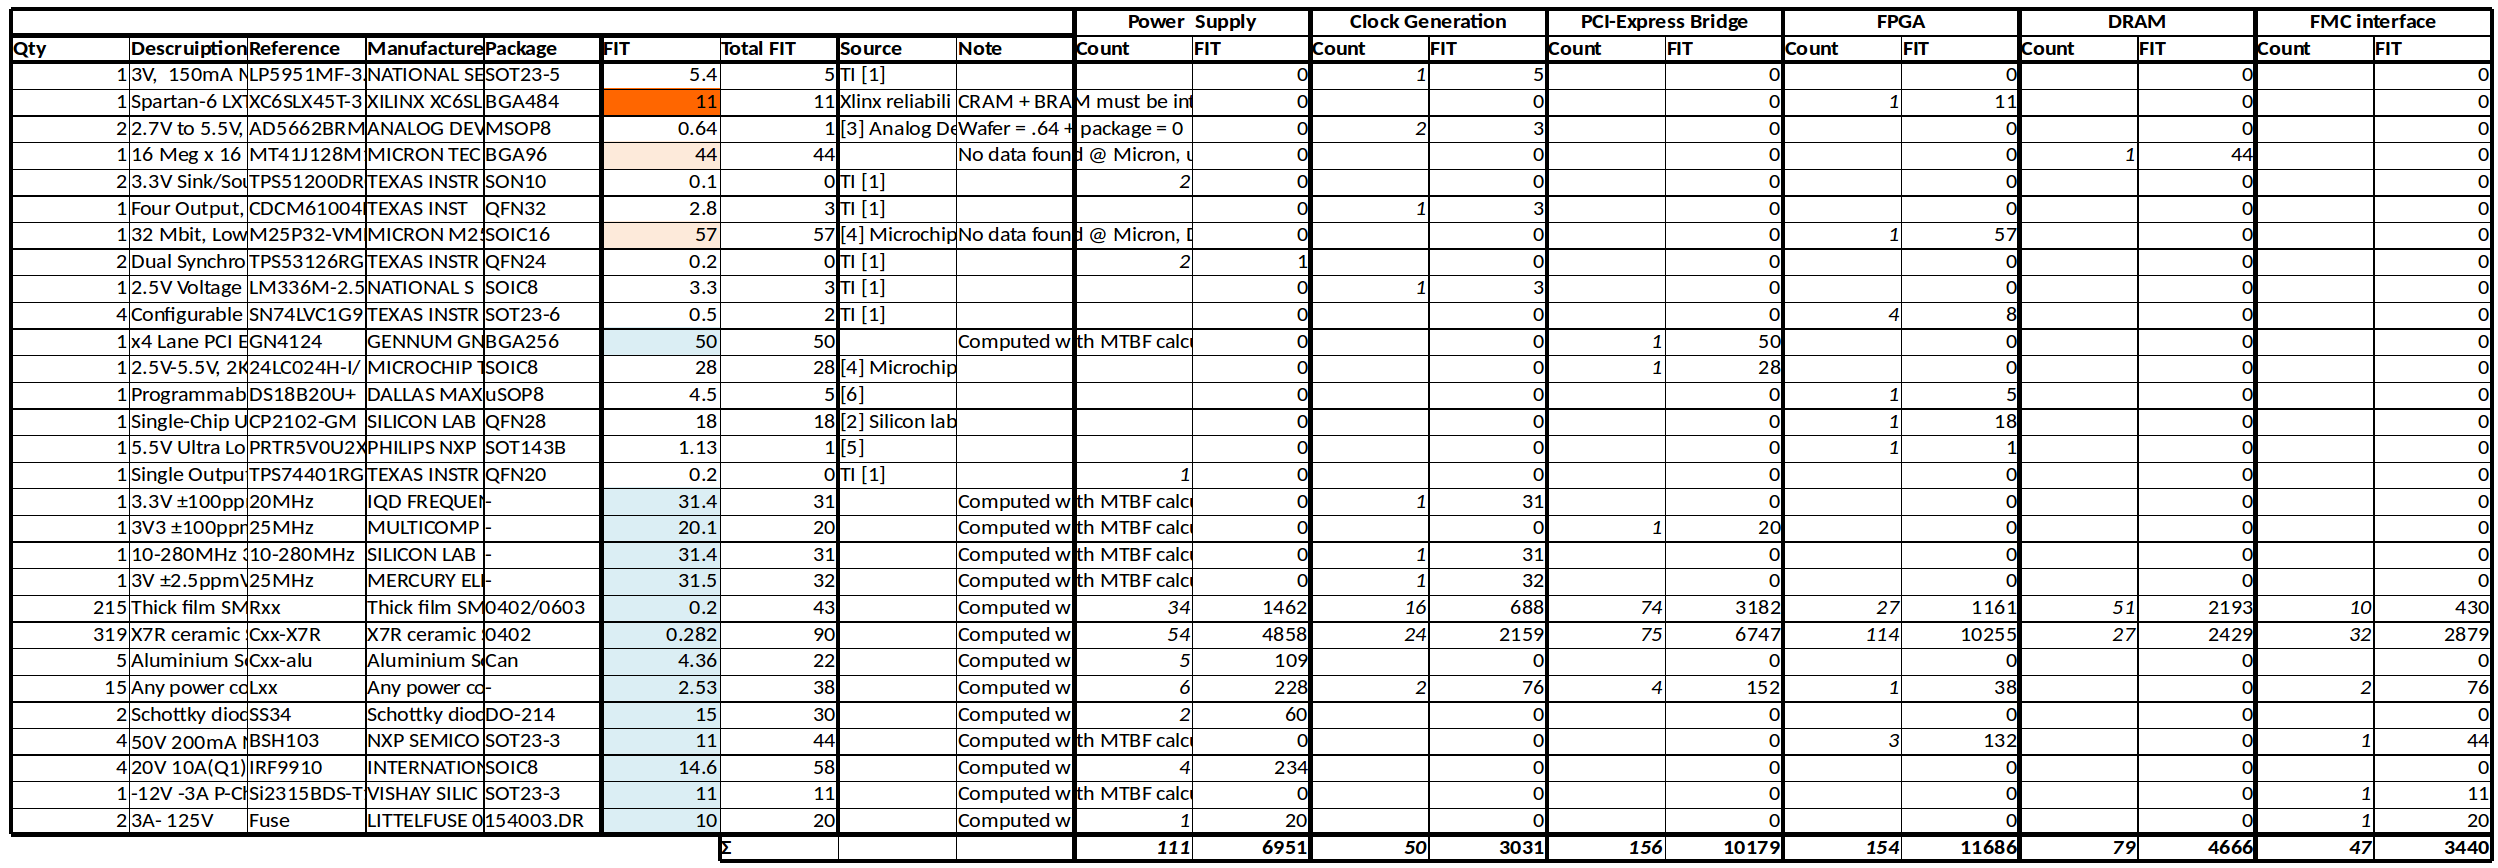 Power Supply Clock Generation PCI-Express Bridge FPGA DRAM FMC interface
Qty Descruiption Reference Manufacture Package FIT Total FIT Source Note Count FIT Count FIT Count FIT Count FIT Count FIT Count FIT
1 3V, 150mA N LP5951MF-3. NATIONAL SE SOT23-5 5.4 5 TI [1] 0 1 5 0 0 0 0
1 Spartan-6 LXT XC6SLX45T-3 XILINX XC6SL BGA484 11 11 Xlinx reliabili CRAM + BRAM must be int 0 0 0 1 11 0 0
2 2.7V to 5.5V, AD5662BRM ANALOG DEV MSOP8 0.64 1 [3] Analog De Wafer = .64 + package = 0 0 2 3 0 0 0 0
1 16 Meg x 16 MT41J128M MICRON TEC BGA96 44 44 No data found @ Micron, u 0 0 0 0 1 44 0
2 3.3V Sink/Sou TPS51200DR TEXAS INSTR SON10 0.1 0 TI [1] 2 0 0 0 0 0 0
1 Four Output, CDCM61004 TEXAS INST QFN32 2.8 3 TI [1] 0 1 3 0 0 0 0
1 32 Mbit, Low M25P32-VM MICRON M25 SOIC16 57 57 [4] Microchip No data found @ Micron, D 0 0 0 1 57 0 0
2 Dual Synchro TPS53126RG TEXAS INSTR QFN24 0.2 0 TI [1] 2 1 0 0 0 0 0
1 2.5V Voltage LM336M-2.5 NATIONAL S SOIC8 3.3 3 TI [1] 0 1 3 0 0 0 0
4 Configurable SN74LVC1G9 TEXAS INSTR SOT23-6 0.5 2 TI [1] 0 0 0 4 8 0 0
1 x4 Lane PCI E GN4124 GENNUM GN BGA256 50 50 Computed with MTBF calcu 0 0 1 50 0 0 0
1 2.5V-5.5V, 2K 24LC024H-I/ MICROCHIP T SOIC8 28 28 [4] Microchip 0 0 1 28 0 0 0
1 Programmab DS18B20U+ DALLAS MAX uSOP8 4.5 5 [6] 0 0 0 1 5 0 0
1 Single-Chip U CP2102-GM SILICON LAB QFN28 18 18 [2] Silicon lab 0 0 0 1 18 0 0
1 5.5V Ultra Lo PRTR5V0U2X PHILIPS NXP SOT143B 1.13 1 [5] 0 0 0 1 1 0 0
1 Single Output TPS74401RG TEXAS INSTR QFN20 0.2 0 TI [1] 1 0 0 0 0 0 0
1 3.3V ±100pp 20MHz IQD FREQUEN - 31.4 31 Computed with MTBF calcu 0 1 31 0 0 0 0
1 3V3 ±100ppm 25MHz MULTICOMP - 20.1 20 Computed with MTBF calcu 0 0 1 20 0 0 0
1 10-280MHz 3 10-280MHz SILICON LAB - 31.4 31 Computed with MTBF calcu 0 1 31 0 0 0 0
1 3V ±2.5ppmV 25MHz MERCURY ELE - 31.5 32 Computed with MTBF calcu 0 1 32 0 0 0 0
215 Thick film SM Rxx Thick film SM 0402/0603 0.2 43 Computed w 34 1462 16 688 74 3182 27 1161 51 2193 10 430
319 X7R ceramic Cxx-X7R X7R ceramic 0402 0.282 90 Computed w 54 4858 24 2159 75 6747 114 10255 27 2429 32 2879
5 Aluminium So Cxx-alu Aluminium So Can 4.36 22 Computed w 5 109 0 0 0 0 0
15 Any power co Lxx Any power co - 2.53 38 Computed w 6 228 2 76 4 152 1 38 0 2 76
2 Schottky diod SS34 Schottky diod DO-214 15 30 Computed w 2 60 0 0 0 0 0
4 50V 200mA N BSH103 NXP SEMICO SOT23-3 11 44 Computed with MTBF calcu 0 0 0 3 132 0 1 44
4 20V 10A(Q1) IRF9910 INTERNATION SOIC8 14.6 58 Computed w 4 234 0 0 0 0 0
1 -12V -3A P-Ch Si2315BDS-T VISHAY SILIC SOT23-3 11 11 Computed with MTBF calcu 0 0 0 0 0 1 11
2 3A- 125V Fuse LITTELFUSE 0154003.DR 10 20 Computed w 1 20 0 0 0 0 1 20
Σ 111 6951 50 3031 156 10179 154 11686 79 4666 47 3440